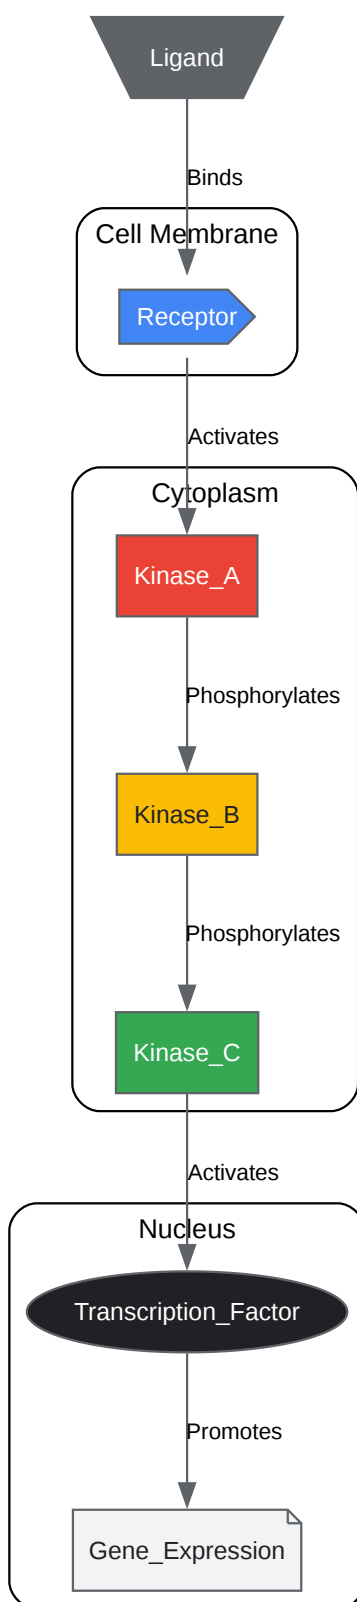 Ligand
Binds
Cell Membrane
Receptor
Activates
Cytoplasm
Kinase_A
Phosphorylates
Kinase_B
Phosphorylates
Kinase_C
Activates
Nucleus
Transcription_Factor
Promotes
Gene_Expression